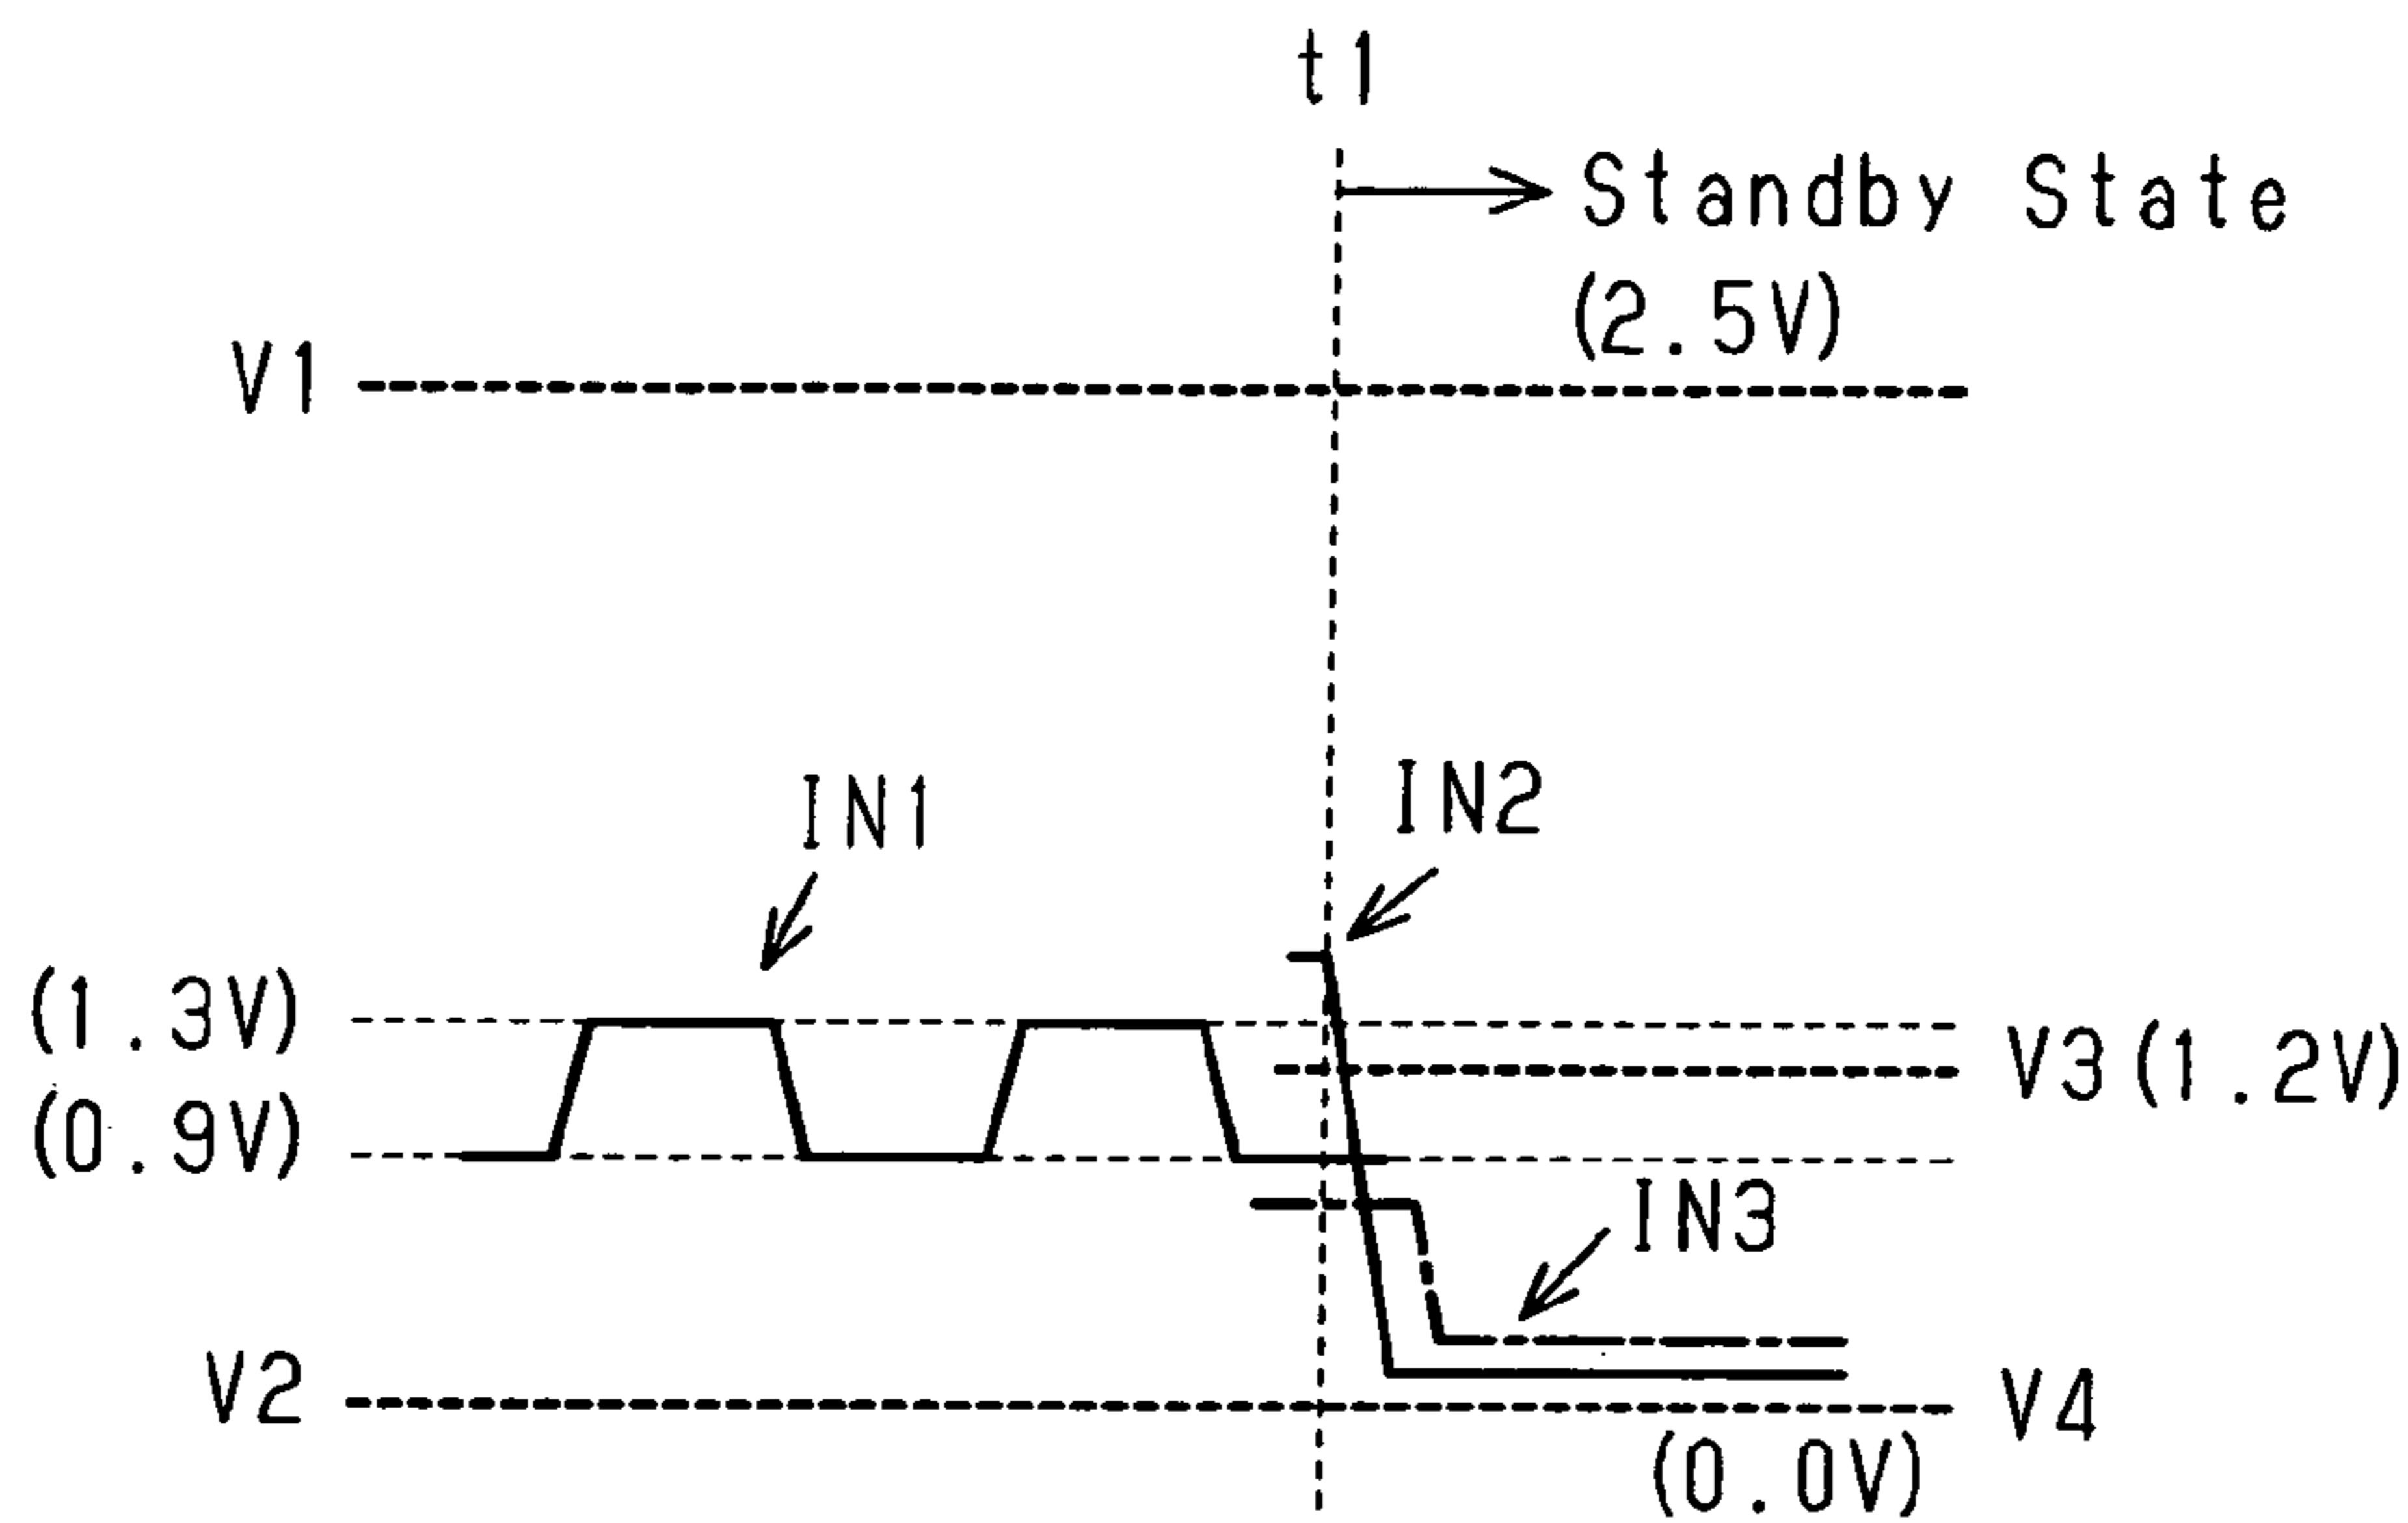 t1
Standby State
(2.5V)
V1
IN1
IN2
(1.3V)
V3(1.2V)
(0.9V)
IN3
V2
V4
(0.0V)